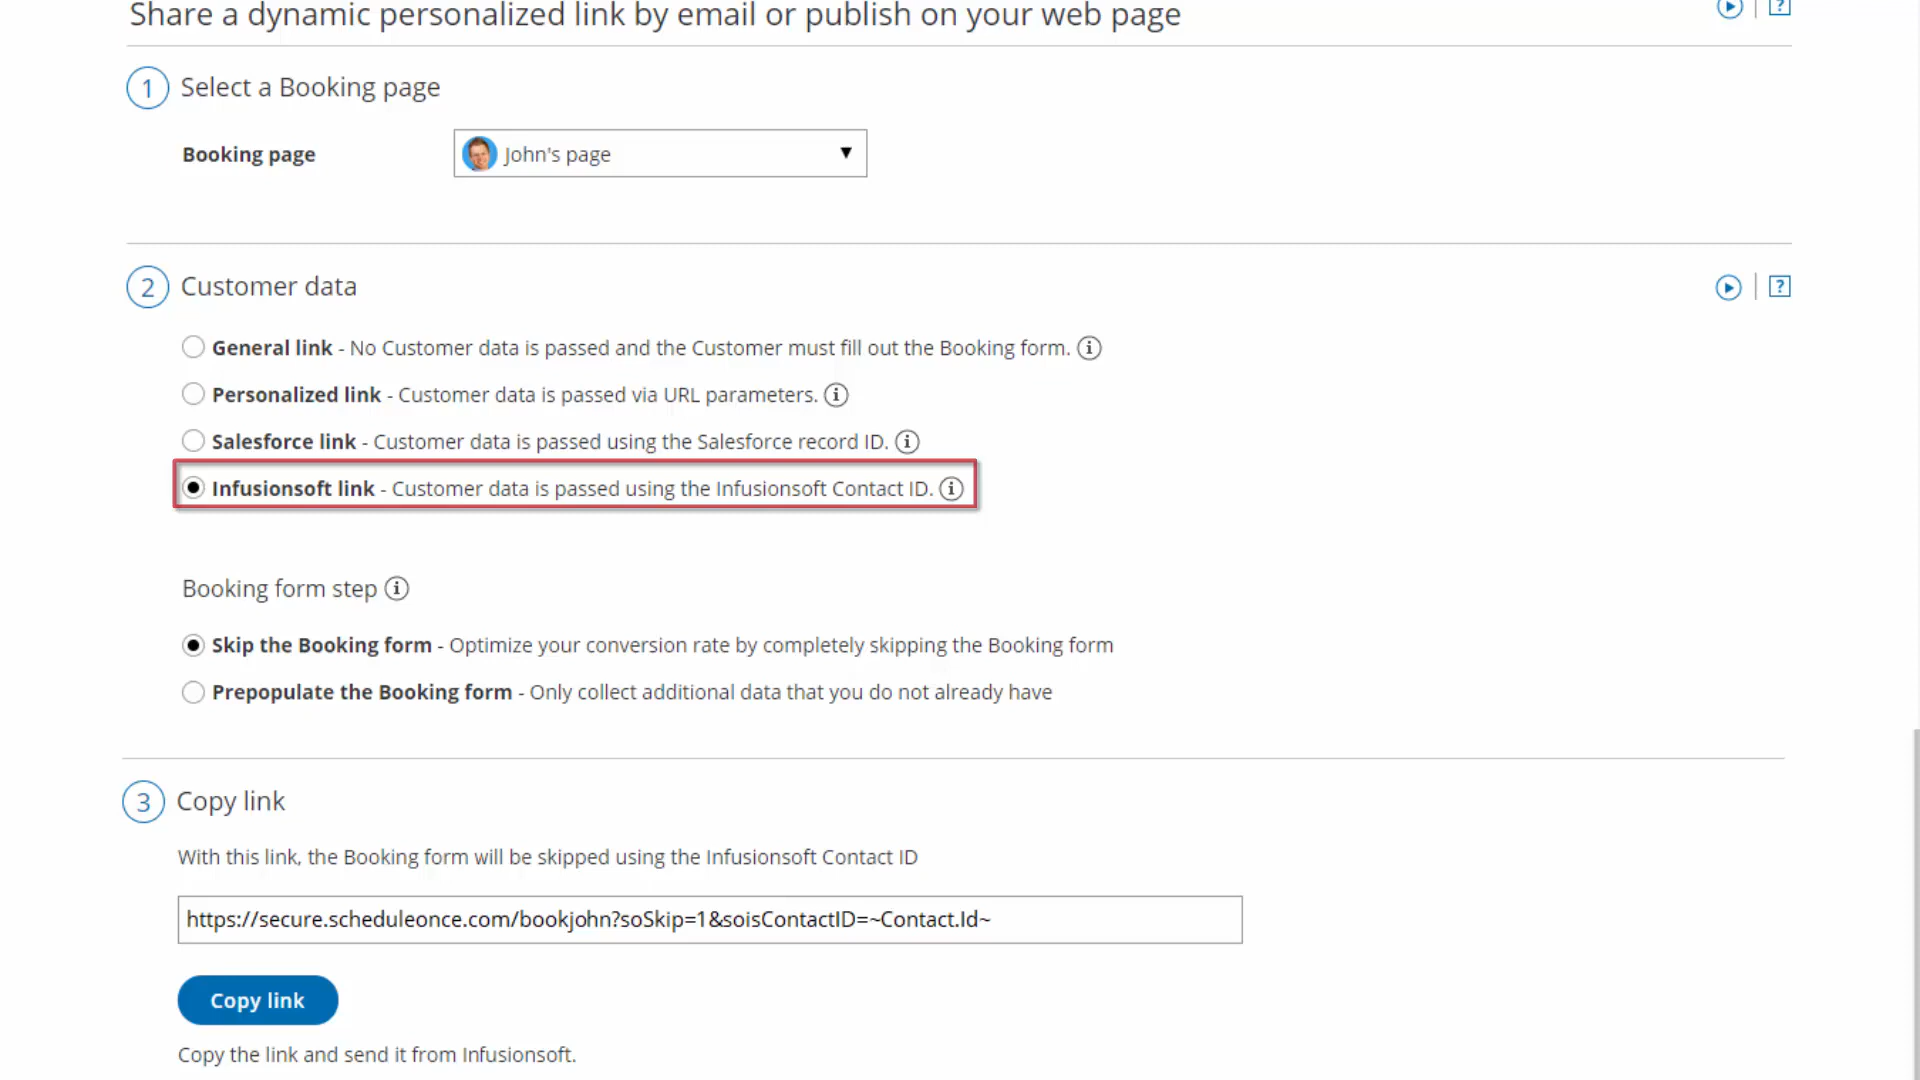 Share a dynamic personalized link by email or publish on your web page
?
1 Select a Booking page
Booking page John's page
2 Customer data
?
General link - No Customer data is passed and the Customer must fill out the Booking form. i
Personalized link - Customer data is passed via URL parameters. i
Salesforce link - Customer data is passed using the Salesforce record ID. i
Infusionsoft link - Customer data is passed using the Infusionsoft Contact ID. i
Booking form step i
Skip the Booking form - Optimize your conversion rate by completely skipping the Booking form
Prepopulate the Booking form - Only collect additional data that you do not already have
3 Copy link
With this link, the Booking form will be skipped using the Infusionsoft Contact ID
https://secure.scheduleonce.com/bookjohn?soSkip=1&soisContactID=~Contact.Id~
Copy link
Copy the link and send it from Infusionsoft.